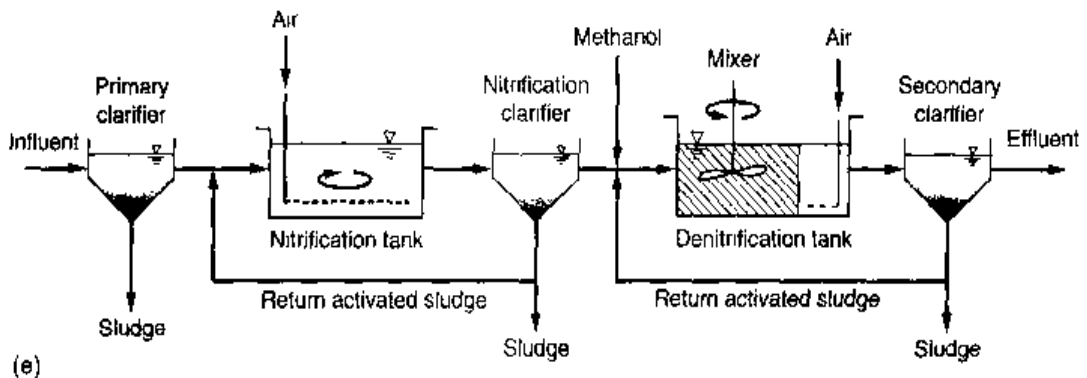 Air
Methanol
Air
Mixer
Primary
clarifier
Nitrification
clarifier
Secondary
clarifier
Influent
Effluent
Nitrification tank
Denitrification tank
Return activated sludge
Return activated sludge
Sludge
Sludge
Sludge
(e)